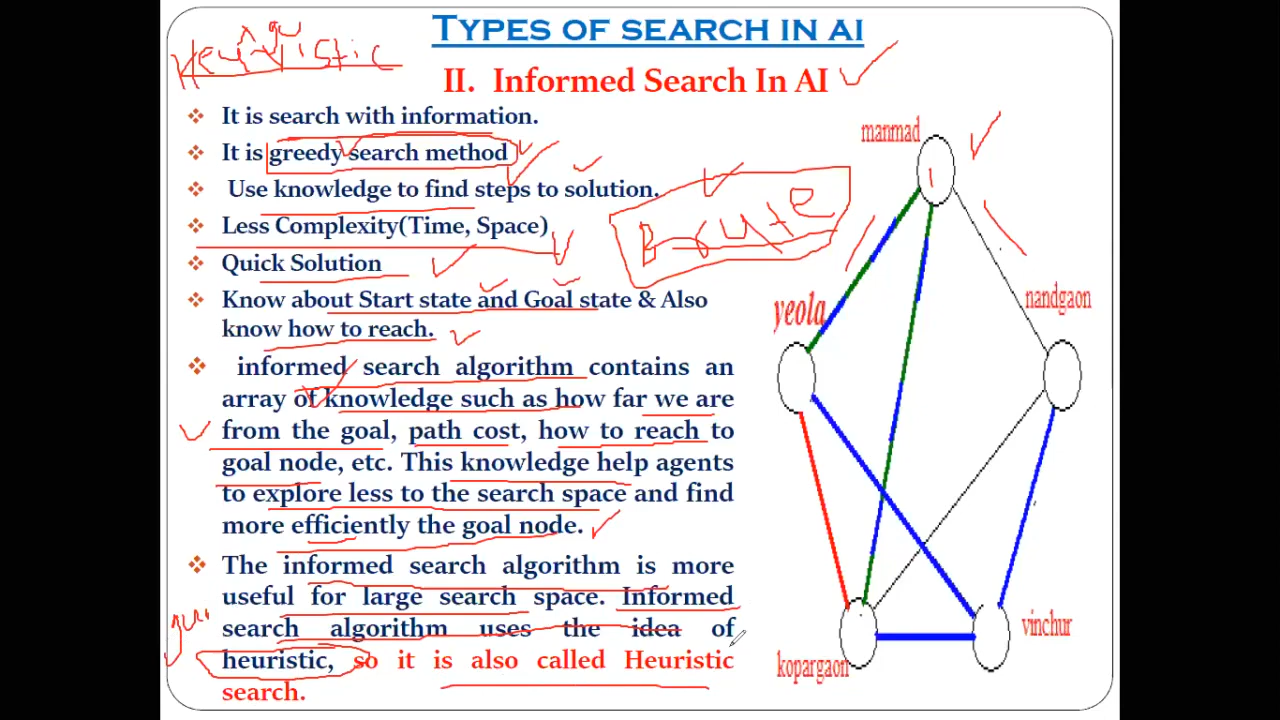 TYPES OF SEARCH IN AI
II. Informed Search In AI
It is search with information.
It is greedy search method
Use knowledge to find steps to solution.
Less Complexity(Time, Space)
Quick Solution
Know about Start state and Goal state & Also
know how to reach.
informed search algorithm contains an
array of knowledge such as how far we are
from the goal, path cost, how to reach to
goal node, etc. This knowledge help agents
to explore less to the search space and find
more efficiently the goal node.
The informed search algorithm is more
useful for large search space. Informed
search algorithm uses the idea of
heuristic, so it is also called Heuristic
search.
Brute
manmad
1
yeola
nandgaon
kopargaon
vinchur